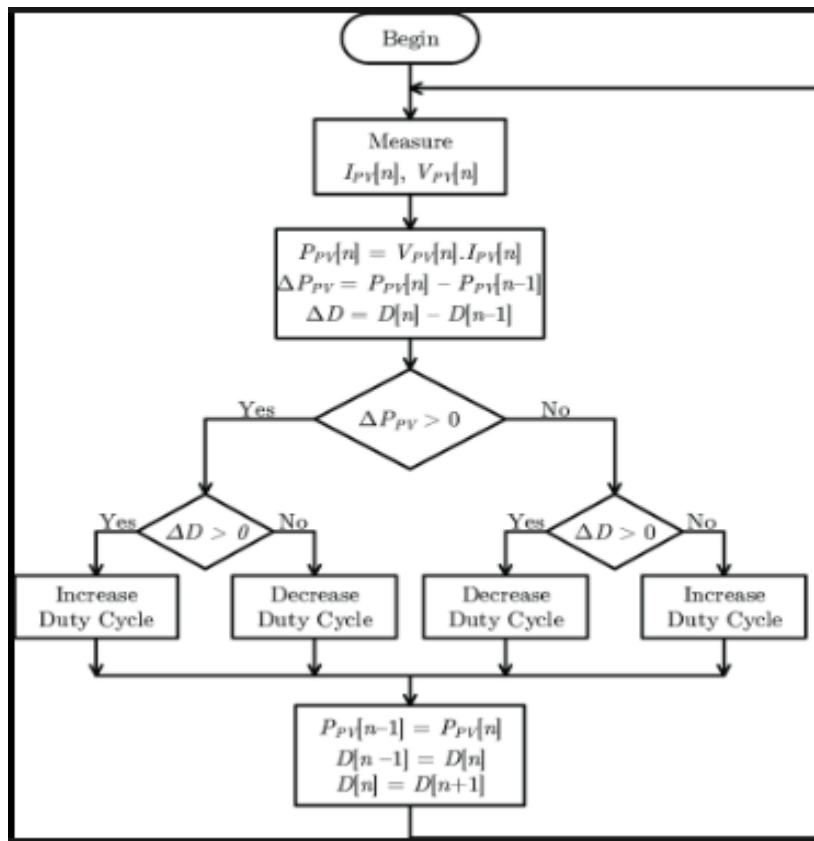 Begin
Measure
I_PV[n], V_PV[n]
P_PV[n] = V_PV[n].I_PV[n]
ΔP_PV = P_PV[n] – P_PV[n–1]
ΔD = D[n] – D[n–1]
Yes
ΔP_PV > 0
No
Yes
ΔD > 0
No
Yes
ΔD > 0
No
Increase
Duty Cycle
Decrease
Duty Cycle
Decrease
Duty Cycle
Increase
Duty Cycle
P_PV[n–1] = P_PV[n]
D[n –1] = D[n]
D[n] = D[n+1]